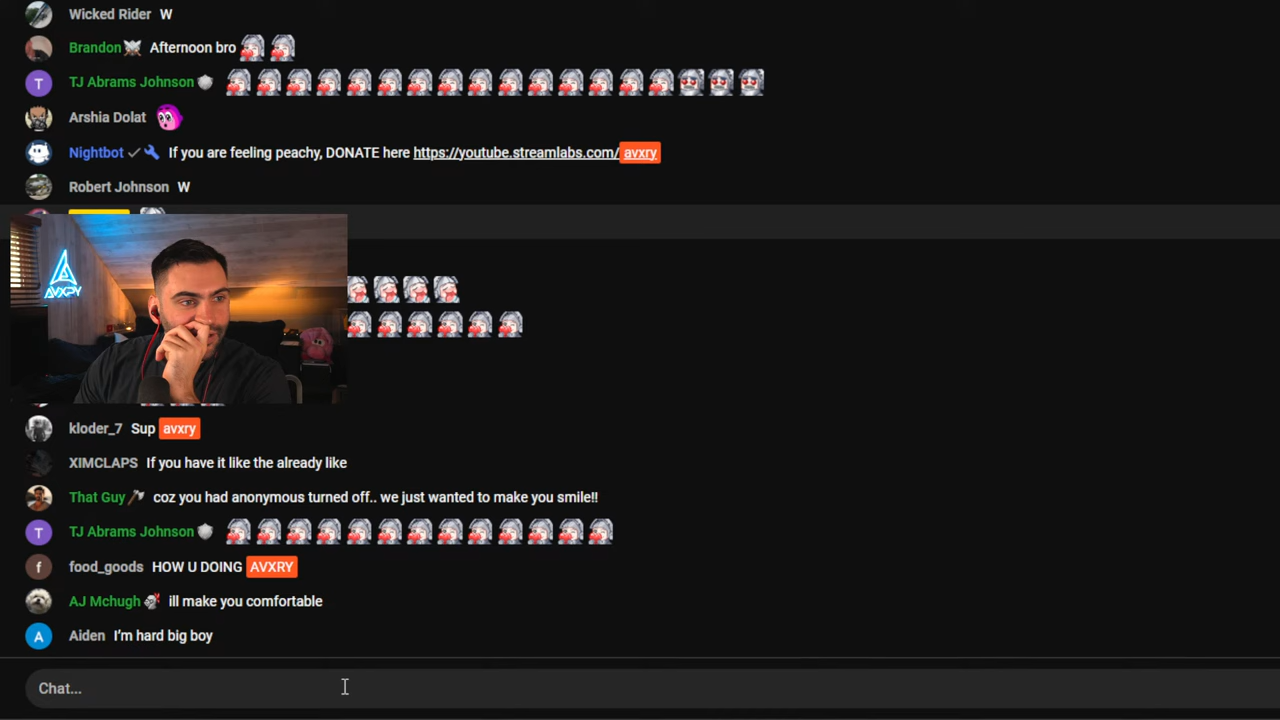 Wicked Rider W
Brandon Afternoon bro
T TJ Abrams Johnson
Arshia Dolat
Nightbot If you are feeling peachy, DONATE here https://youtube.streamlabs.com/avxry
Robert Johnson W
AVXRY
kloder_7 Sup avxry
XIMCLAPS If you have it like the already like
That Guy coz you had anonymous turned off.. we just wanted to make you smile!!
T TJ Abrams Johnson
f food_goods HOW U DOING AVXRY
AJ Mchugh ill make you comfortable
A Aiden I'm hard big boy
Chat...